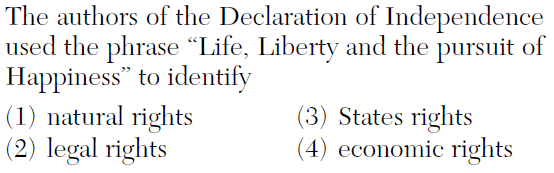 The authors of the Declaration of Independence
used the phrase “Life, Liberty and the pursuit of
Happiness” to identify
(1) natural rights (3) States rights
(2) legal rights (4) economic rights